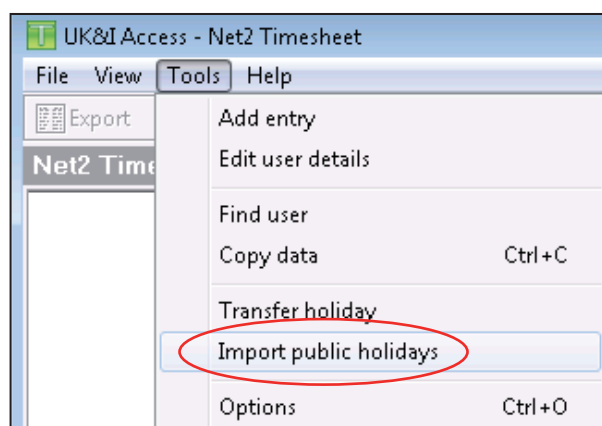 UK&I Access - Net2 Timesheet
File View Tools Help
Export
Net2 Time
Add entry
Edit user details
Find user
Copy data Ctrl+C
Transfer holiday
Import public holidays
Options Ctrl+O